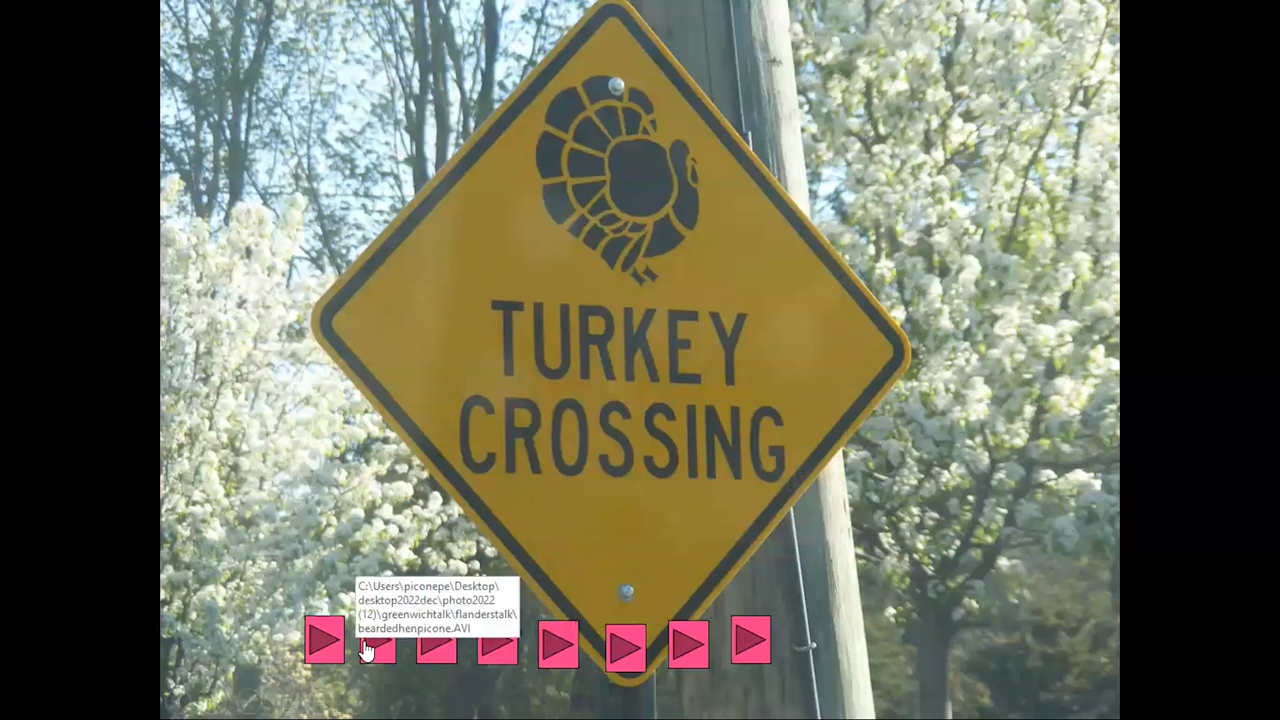 TURKEY
CROSSING
C:\Users\piconepe\Desktop\
desktop2022dec\photo2022
(12)\greenwichtalk\flanderstalk\
beardedhenpicone.AVI